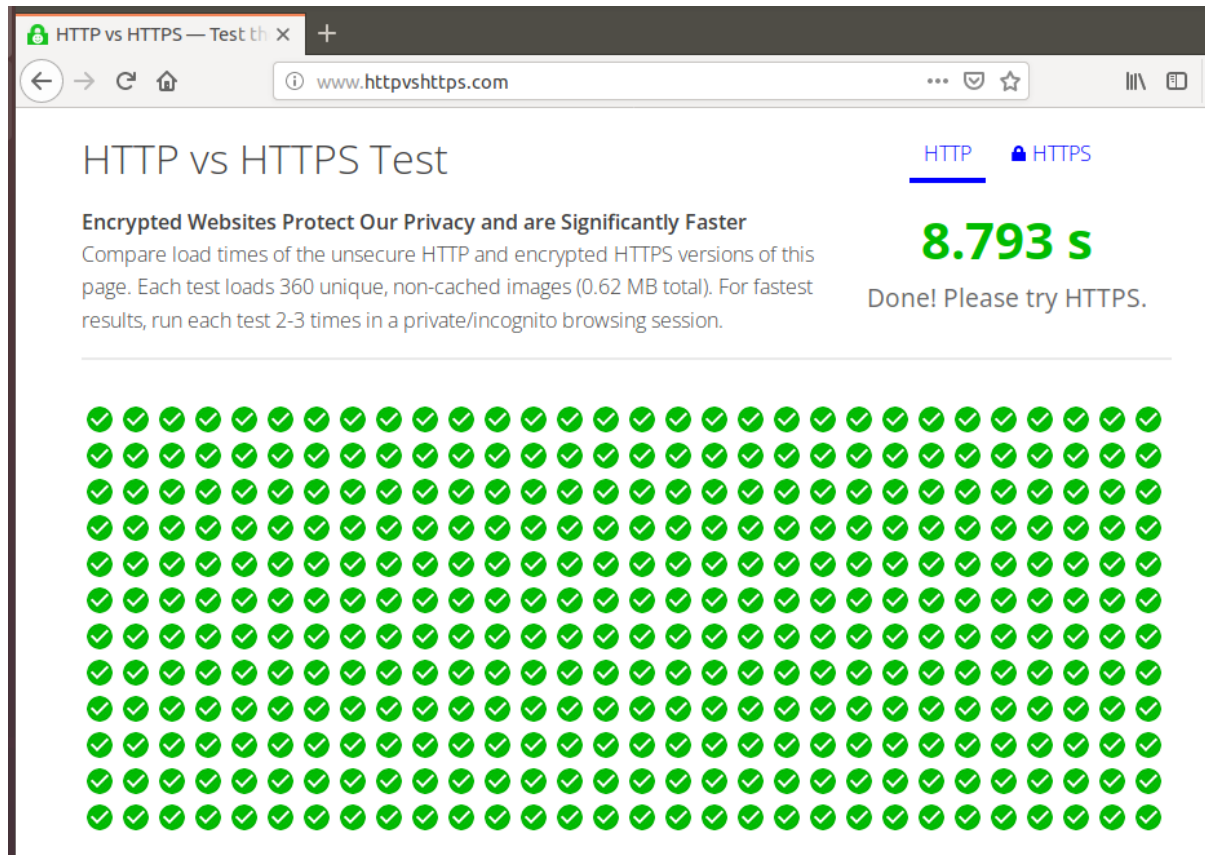 HTTP vs HTTPS — Test th
www.httpvshttps.com
HTTP vs HTTPS Test
HTTP
HTTPS
Encrypted Websites Protect Our Privacy and are Significantly Faster
Compare load times of the unsecure HTTP and encrypted HTTPS versions of this
page. Each test loads 360 unique, non-cached images (0.62 MB total). For fastest
results, run each test 2-3 times in a private/incognito browsing session.
8.793 s
Done! Please try HTTPS.